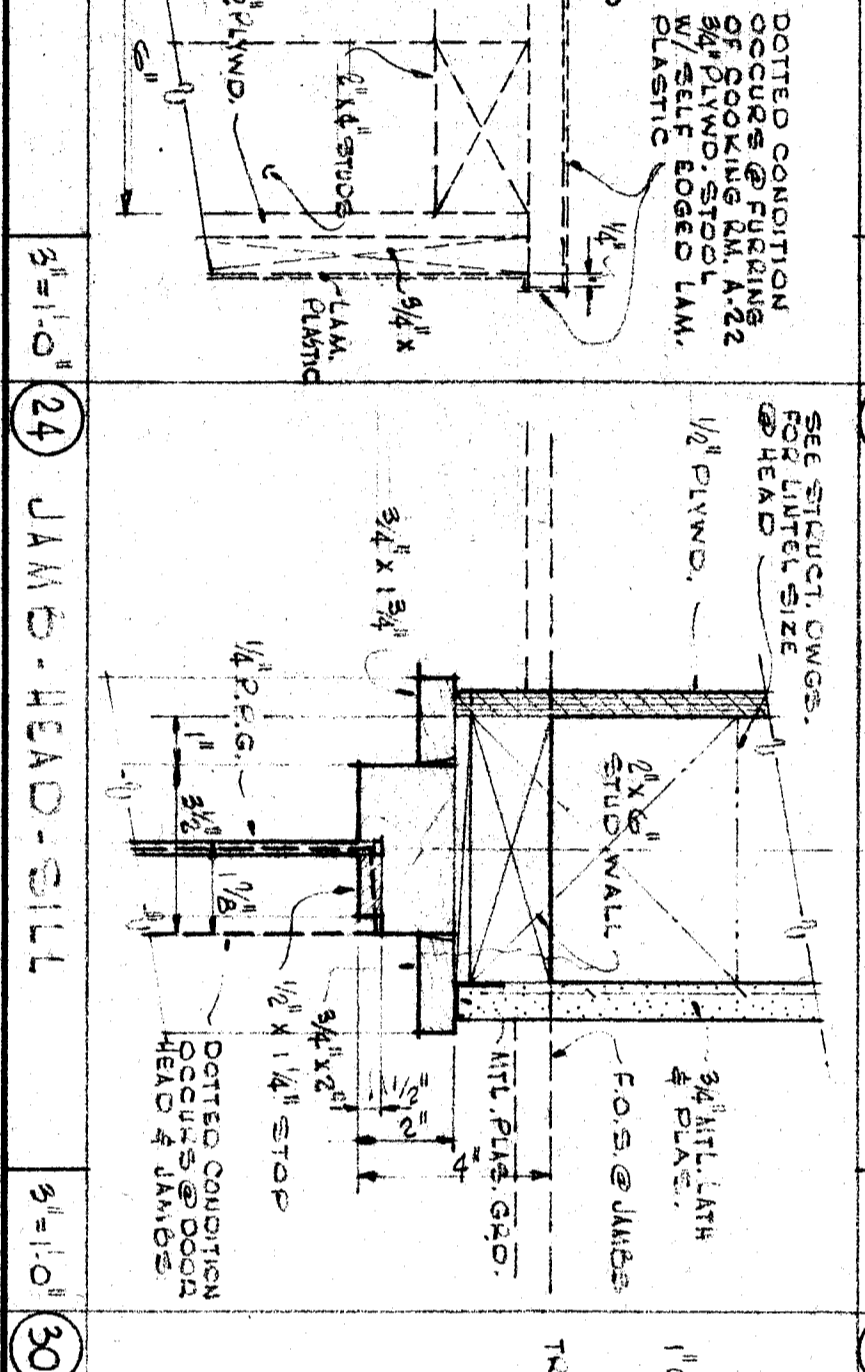 DOTTED CONDITION
OCCURS @ FURRING
OF COOKING RM. A-22
3/4" PLYWD. STOOL
W/ SELF EDGED LAM.
PLASTIC
1/4"
2" x 4" STUDS
PLYWD.
6"
3/4" x
LAM.
PLASTIC
3" = 1'-0"
24
JAMB - HEAD - SILL
SEE STRUCT. DWGS.
FOR LINTEL SIZE
@ HEAD
1/2" PLYWD.
3/4" x 1 3/4"
1/4" P.P.G.
1"
3 1/2"
1 7/8"
2" x 6"
STUD WALL
3/4" MTL. LATH
& PLAS.
F.O.S. @ JAMBS
MTL. PLAS. GRD.
4"
2"
1/2"
3/4" x 2"
1/2" x 1 1/4" STOP
DOTTED CONDITION
OCCURS @ DOOR
HEAD & JAMBS
3" = 1'-0"
30